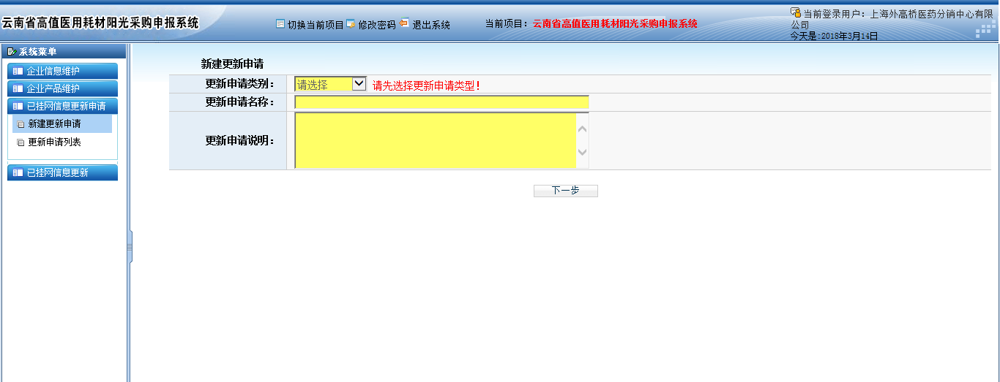 云南省高值医用耗材阳光采购申报系统
切换当前项目 修改密码 退出系统
当前项目：云南省高值医用耗材阳光采购申报系统
当前登录用户：上海外高桥医药分销中心有限
公司
今天是:2018年3月14日
系统菜单
企业信息维护
企业产品维护
已挂网信息更新申请
新建更新申请
更新申请列表
已挂网信息更新
新建更新申请
更新申请类别： 请选择 请先选择更新申请类型！
更新申请名称：
更新申请说明：
下一步